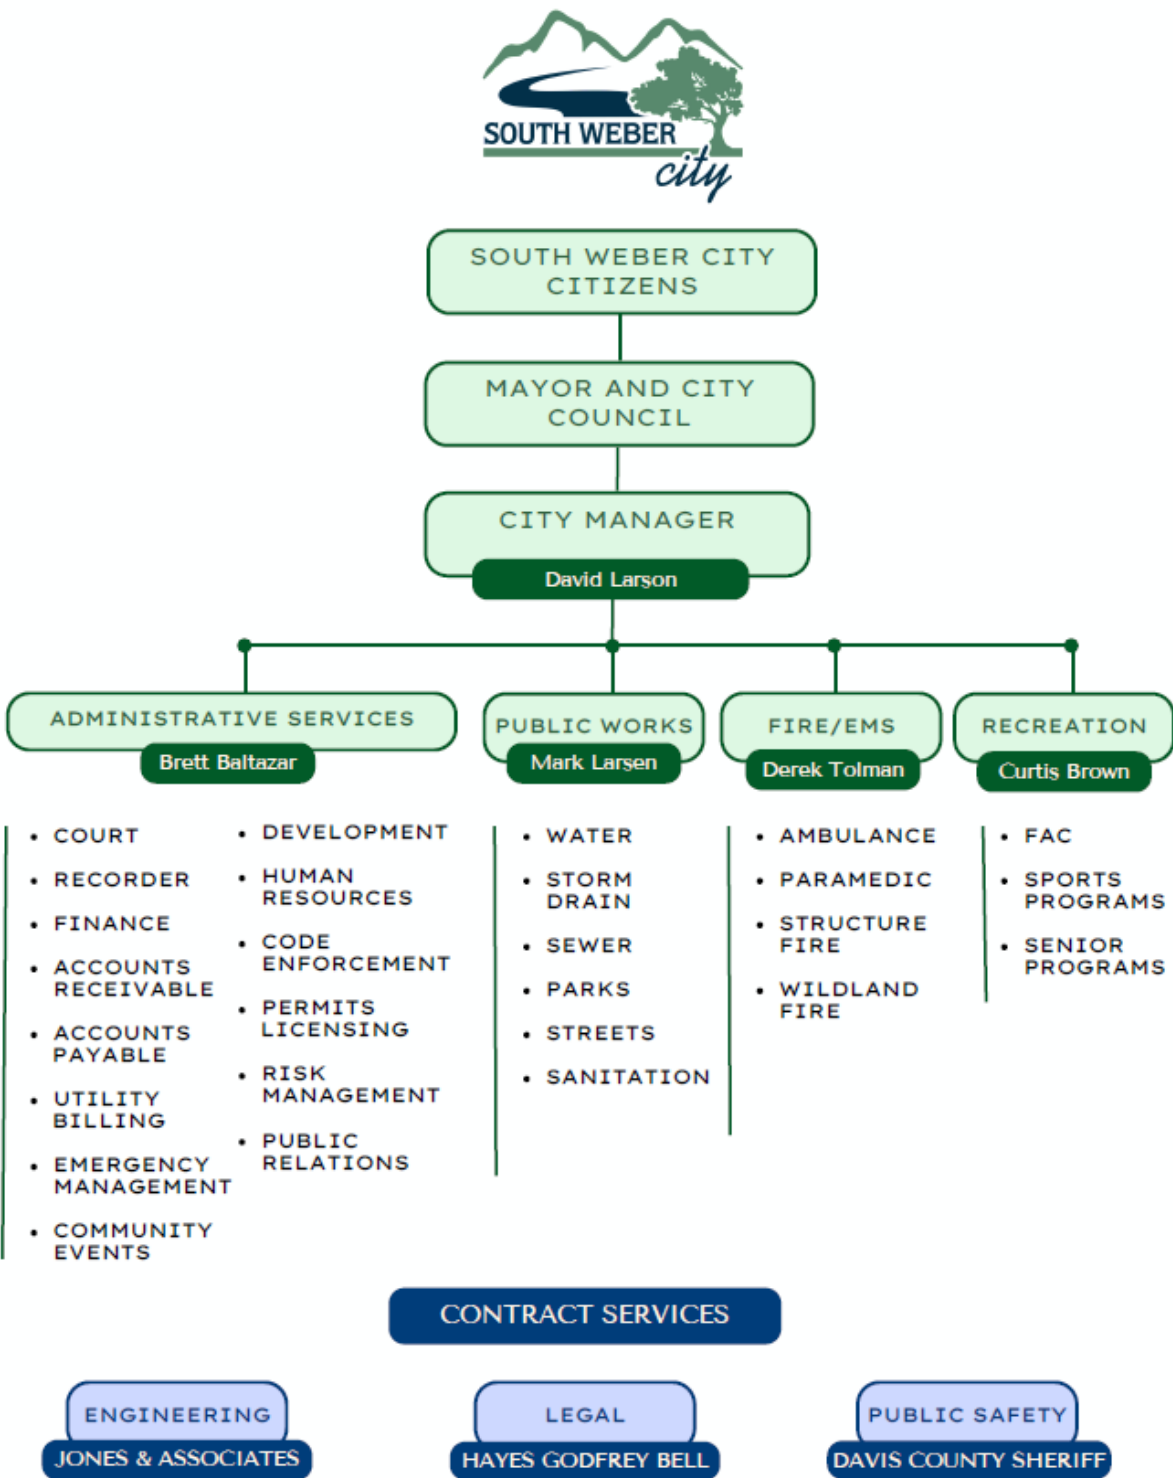 SOUTH WEBER
city
SOUTH WEBER CITY
CITIZENS
MAYOR AND CITY
COUNCIL
CITY MANAGER
David Larson
ADMINISTRATIVE SERVICES
Brett Baltazar
PUBLIC WORKS
Mark Larsen
FIRE/EMS
Derek Tolman
RECREATION
Curtis Brown
• COURT
• RECORDER
• FINANCE
• ACCOUNTS
RECEIVABLE
• ACCOUNTS
PAYABLE
• UTILITY
BILLING
• EMERGENCY
MANAGEMENT
• COMMUNITY
EVENTS
• DEVELOPMENT
• HUMAN
RESOURCES
• CODE
ENFORCEMENT
• PERMITS
LICENSING
• RISK
MANAGEMENT
• PUBLIC
RELATIONS
• WATER
• STORM
DRAIN
• SEWER
• PARKS
• STREETS
• SANITATION
• AMBULANCE
• PARAMEDIC
• STRUCTURE
FIRE
• WILDLAND
FIRE
• FAC
• SPORTS
PROGRAMS
• SENIOR
PROGRAMS
CONTRACT SERVICES
ENGINEERING
JONES & ASSOCIATES
LEGAL
HAYES GODFREY BELL
PUBLIC SAFETY
DAVIS COUNTY SHERIFF